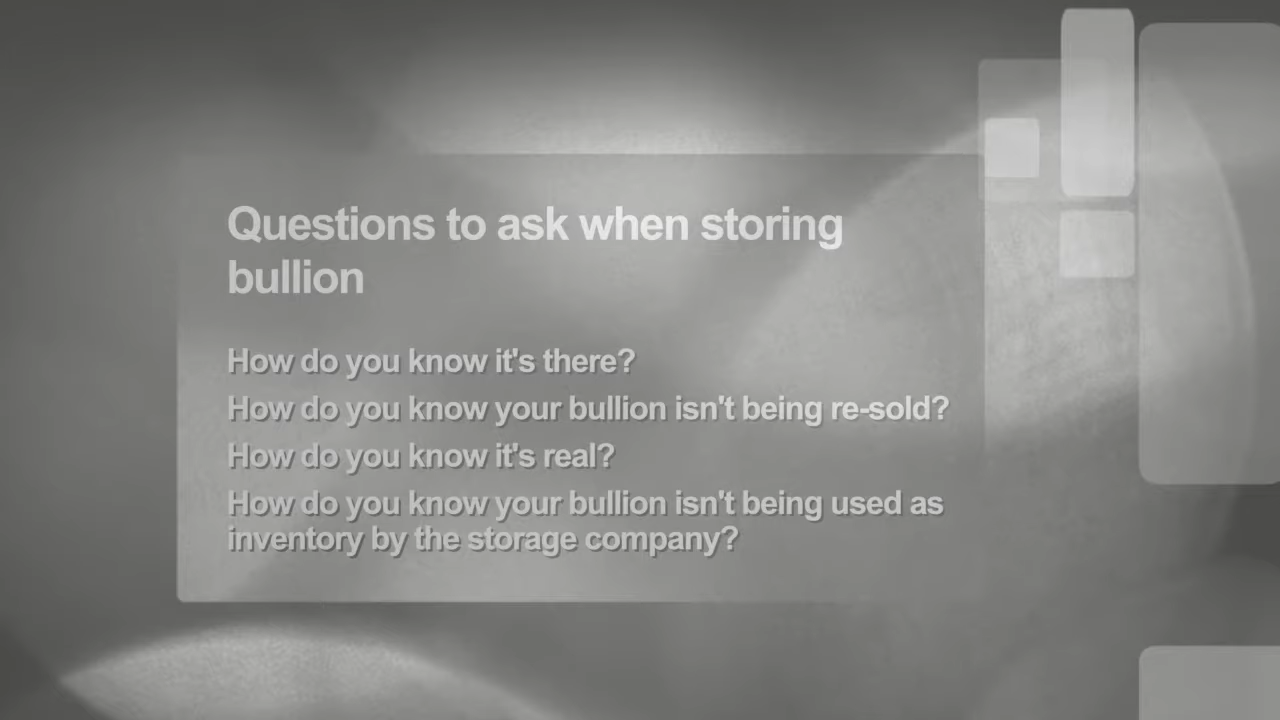 Questions to ask when storing
bullion
How do you know it's there?
How do you know your bullion isn't being re-sold?
How do you know it's real?
How do you know your bullion isn't being used as
inventory by the storage company?